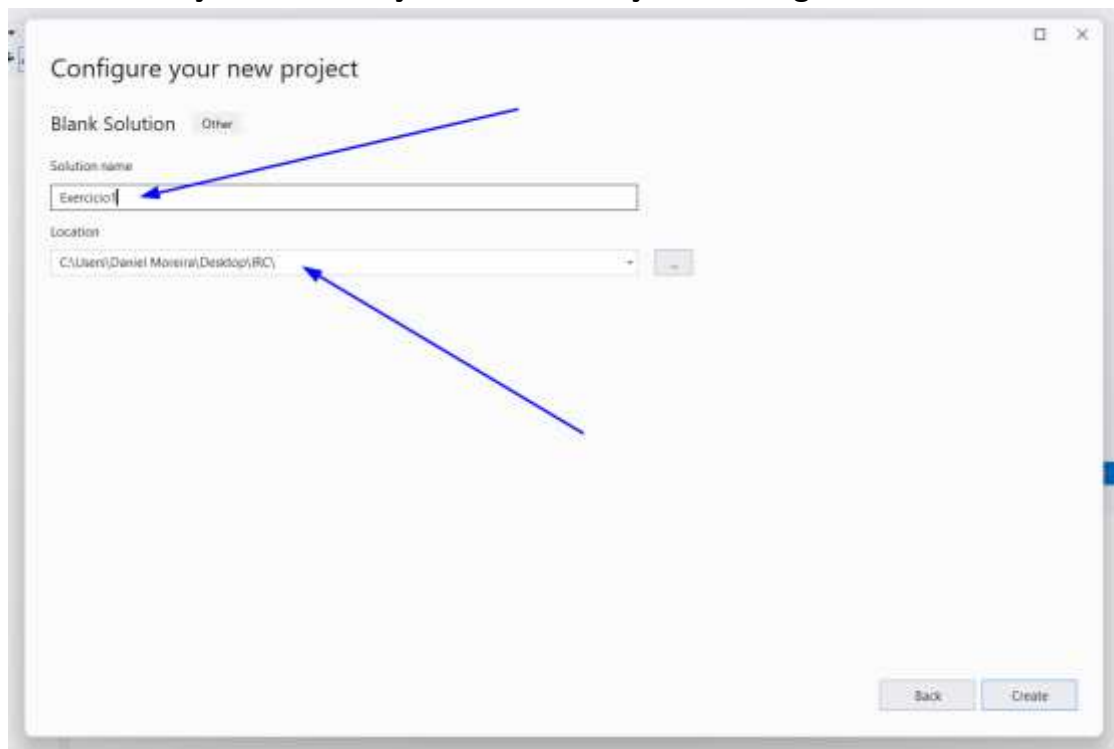 Configure your new project
Blank Solution Other
Solution name
Exercicio1
Location
C:\Users\Daniel Moreira\Desktop\IRC\
...
Back Create